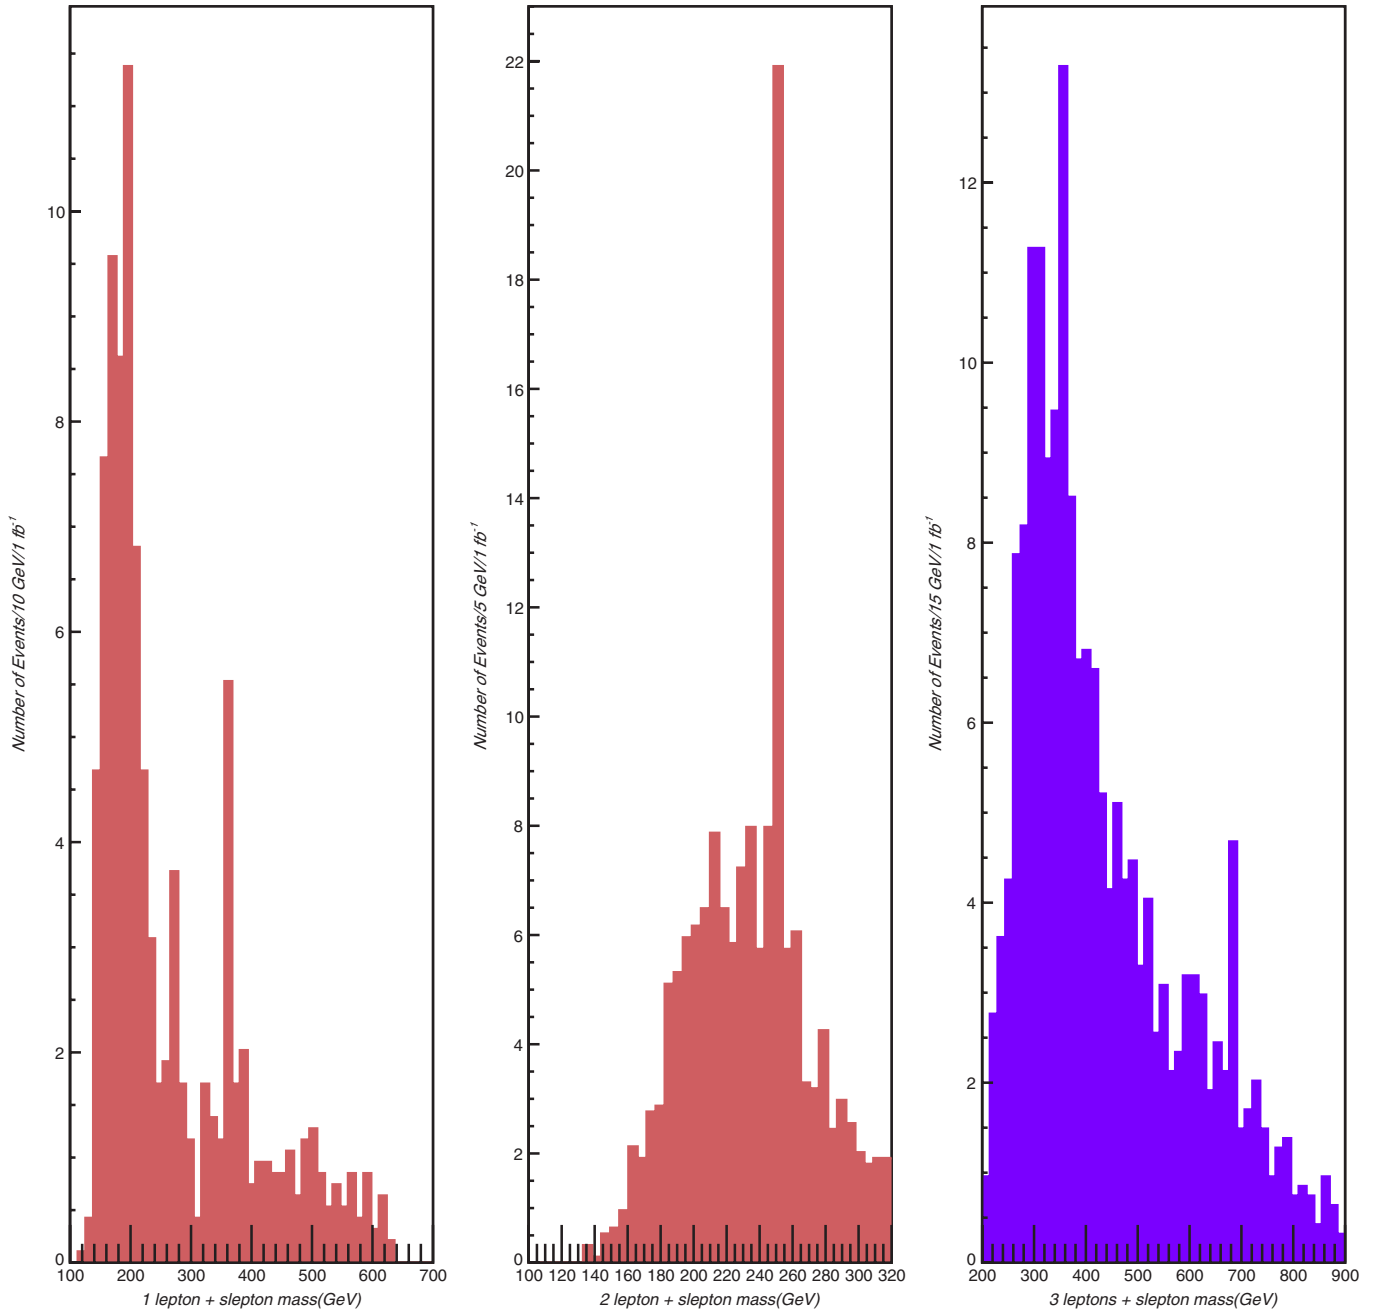 Number of Events/10 GeV/1 fb⁻¹
10
8
6
4
2
0
100 200 300 400 500 600 700
1 lepton + slepton mass(GeV)
Number of Events/5 GeV/1 fb⁻¹
22
20
18
16
14
12
10
8
6
4
2
0
100 120 140 160 180 200 220 240 260 280 300 320
2 lepton + slepton mass(GeV)
Number of Events/15 GeV/1 fb⁻¹
12
10
8
6
4
2
0
200 300 400 500 600 700 800 900
3 leptons + slepton mass(GeV)